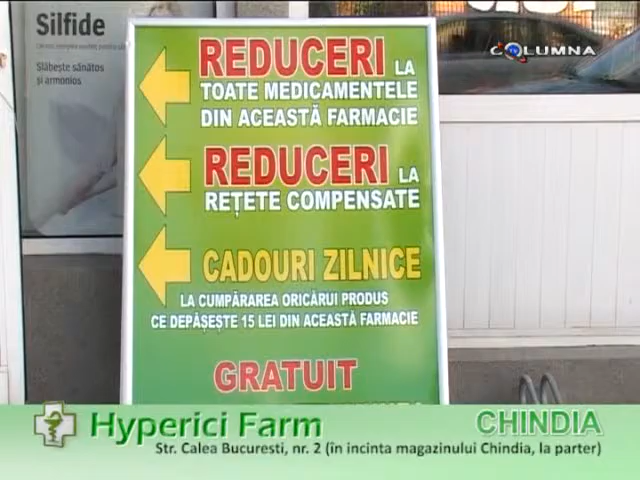 Silfide
Slăbește sănătos
și armonios
COLUMNA
REDUCERI LA
TOATE MEDICAMENTELE
DIN ACEASTĂ FARMACIE
REDUCERI LA
REȚETE COMPENSATE
CADOURI ZILNICE
LA CUMPĂRAREA ORICĂRUI PRODUS
CE DEPĂȘEȘTE 15 LEI DIN ACEASTĂ FARMACIE
GRATUIT
Hyperici Farm
CHINDIA
Str. Calea Bucuresti, nr. 2 (în incinta magazinului Chindia, la parter)